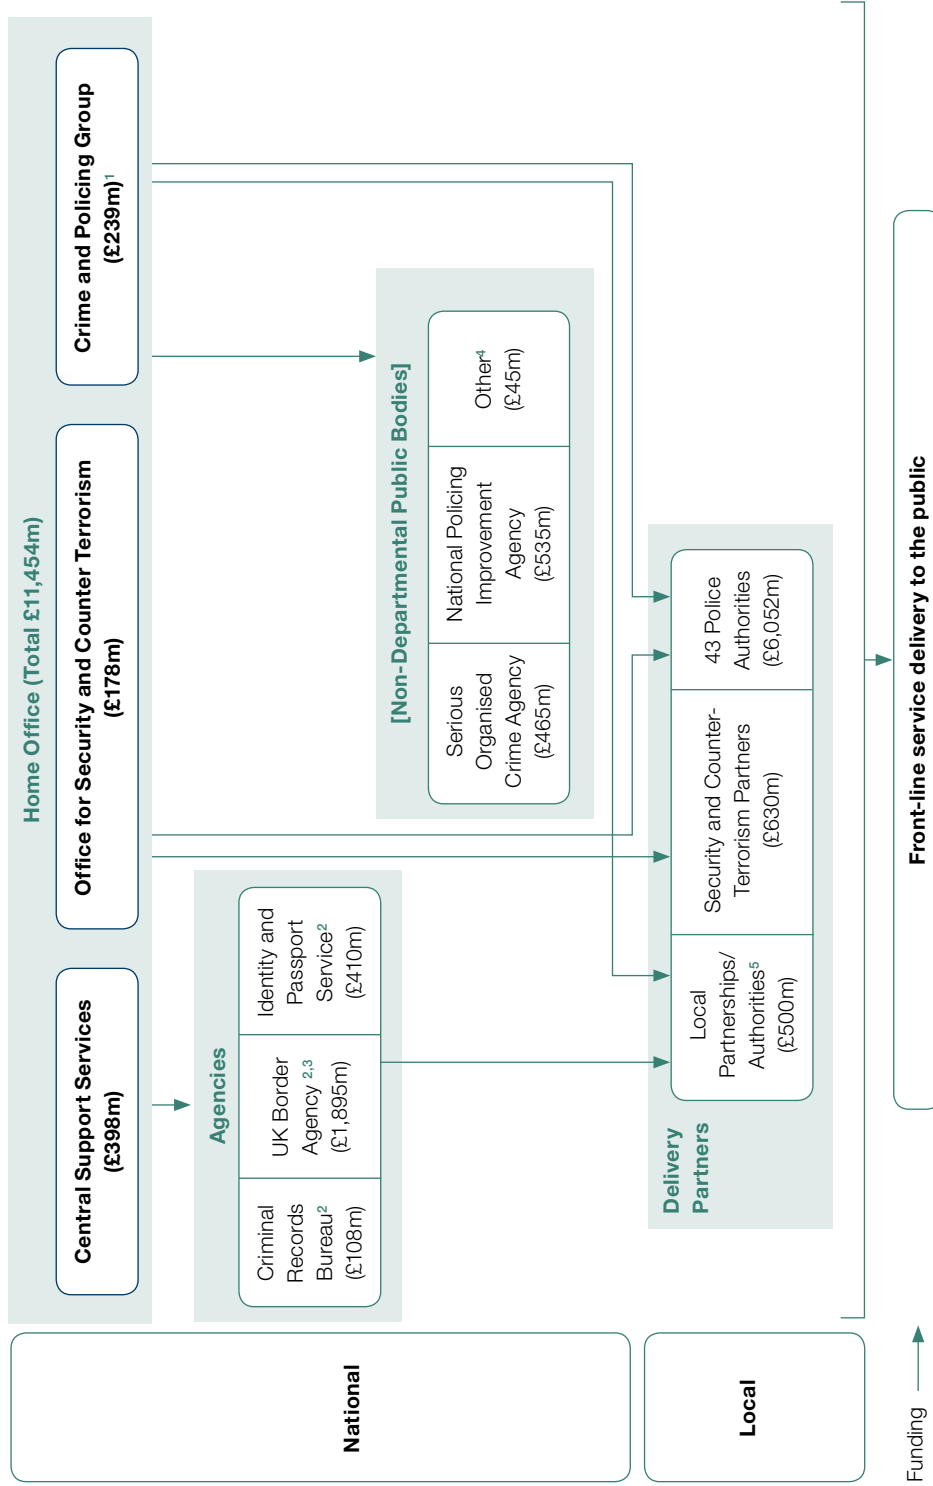 Home Office (Total £11,454m)
Central Support Services
(£398m)
Office for Security and Counter Terrorism
(£178m)
Crime and Policing Group
(£239m)1
National
Agencies
Criminal
Records
Bureau2
(£108m)
UK Border
Agency 2,3
(£1,895m)
Identity and
Passport
Service2
(£410m)
[Non-Departmental Public Bodies]
Serious
Organised
Crime Agency
(£465m)
National Policing
Improvement
Agency
(£535m)
Other4
(£45m)
Local
Delivery
Partners
Local
Partnerships/
Authorities5
(£500m)
Security and Counter-
Terrorism Partners
(£630m)
43 Police
Authorities
(£6,052m)
Front-line service delivery to the public
Funding